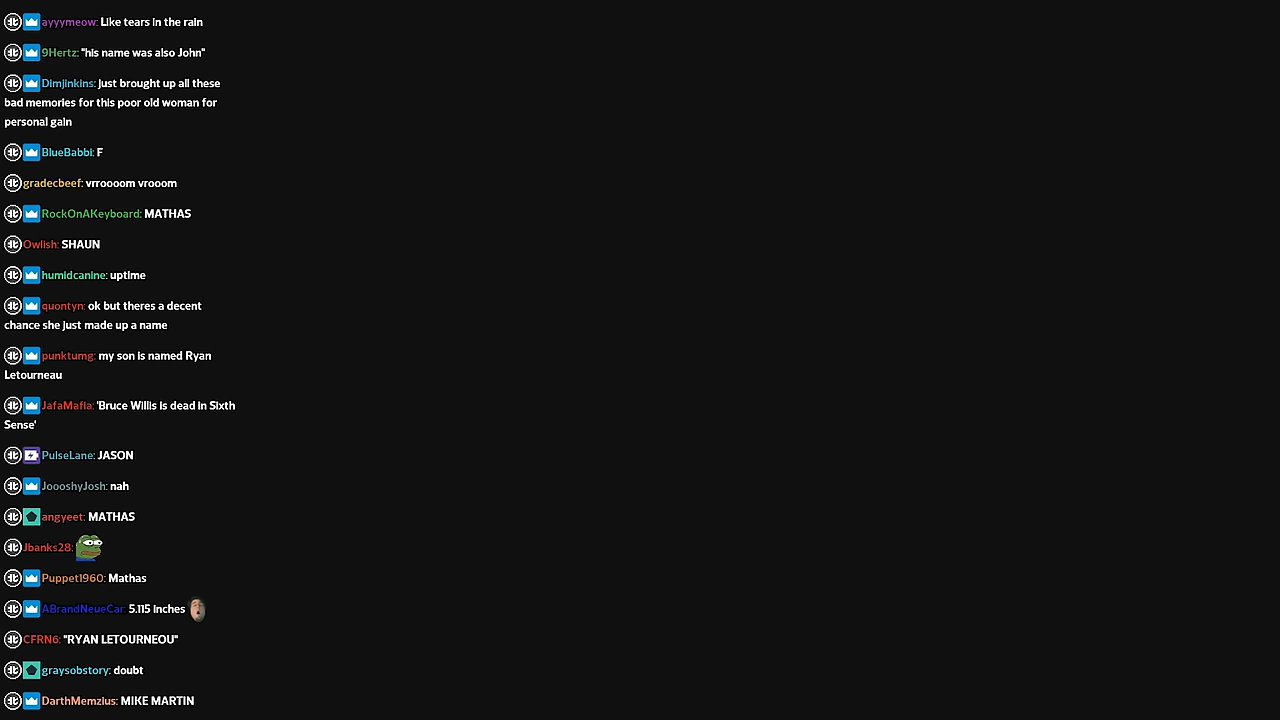 ayyymeow: Like tears in the rain
9Hertz: "his name was also John"
Dimjinkins: just brought up all these
bad memories for this poor old woman for
personal gain
BlueBabbi: F
gradecbeef: vrroooom vrooom
RockOnAKeyboard: MATHAS
Owlish: SHAUN
humidcanine: uptime
quontyn: ok but theres a decent
chance she just made up a name
punktumg: my son is named Ryan
Letourneau
JafaMafia: 'Bruce Willis is dead in Sixth
Sense'
PulseLane: JASON
JoooshyJosh: nah
angyeet: MATHAS
Jbanks28:
Puppet1960: Mathas
ABrandNeueCar: 5.115 inches
CFRN6: "RYAN LETOURNEOU"
graysobstory: doubt
DarthMemzius: MIKE MARTIN